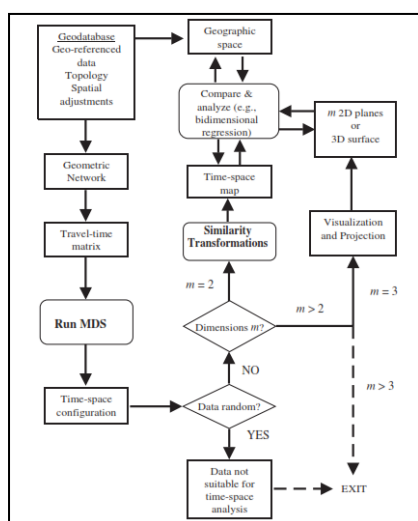 Geodatabase
Geo-referenced
data
Topology
Spatial
adjustments
Geographic
space
Compare &
analyze (e.g.,
bidimensional
regression)
m 2D planes
or
3D surface
Geometric
Network
Time-space
map
Travel-time
matrix
Similarity
Transformations
Visualization
and Projection
m = 2
m = 3
Run MDS
Dimensions m?
m > 2
NO
m > 3
Time-space
configuration
Data random?
YES
Data not
suitable for
time-space
analysis
EXIT